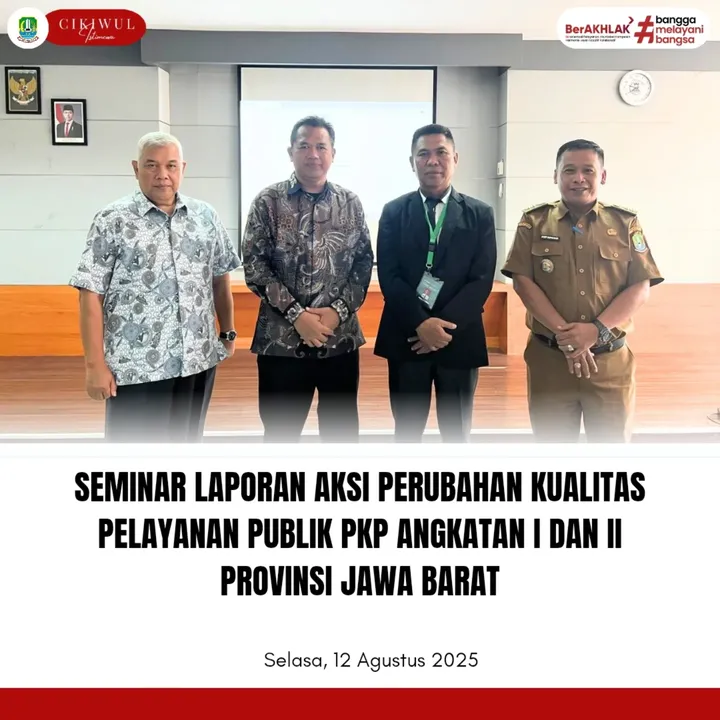 CIKIWUL
Istimewa
BerAKHLAK
#bangga
melayani
bangsa
SEMINAR LAPORAN AKSI PERUBAHAN KUALITAS
PELAYANAN PUBLIK PKP ANGKATAN I DAN II
PROVINSI JAWA BARAT
Selasa, 12 Agustus 2025